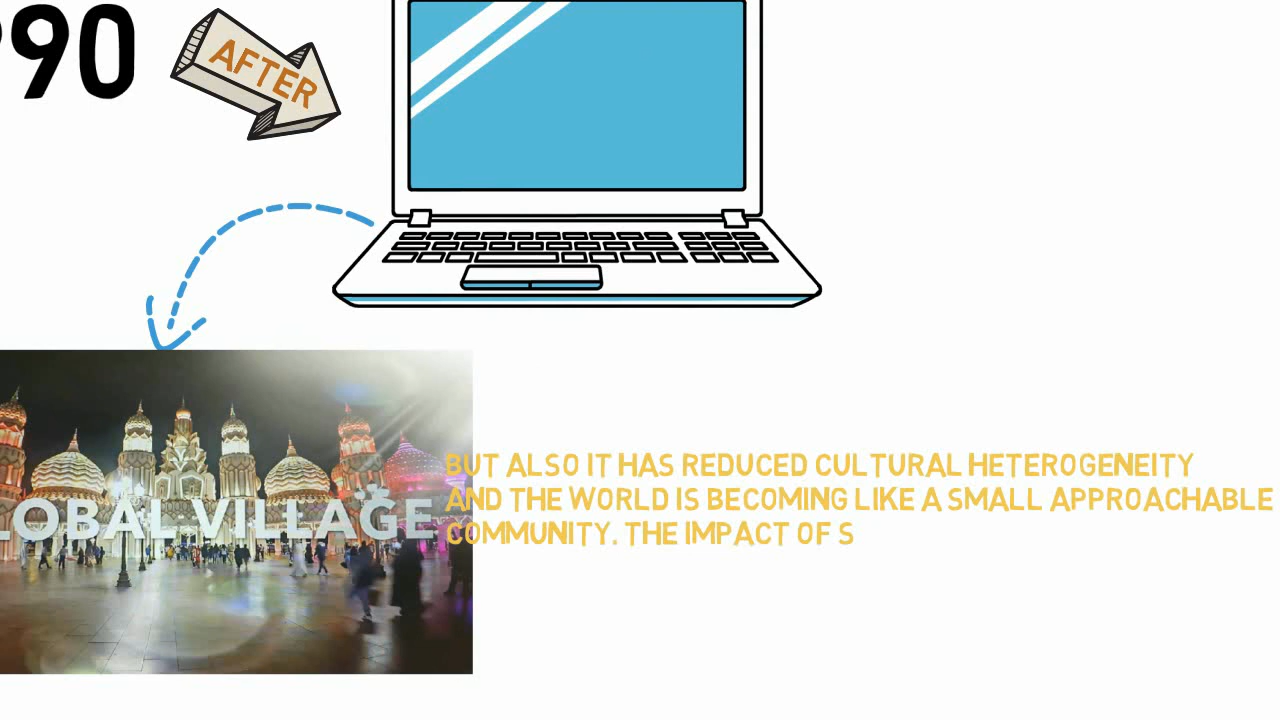 90
AFTER
LOBAL VILLAGE
BUT ALSO IT HAS REDUCED CULTURAL HETEROGENEITY
AND THE WORLD IS BECOMING LIKE A SMALL APPROACHABLE
COMMUNITY. THE IMPACT OF S